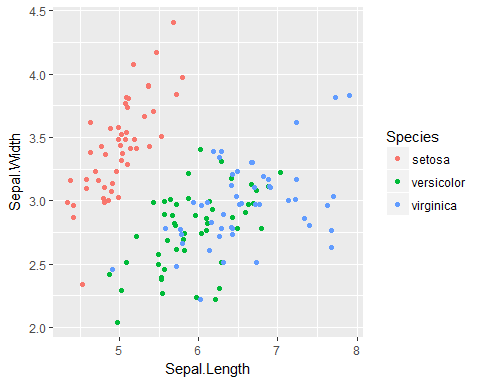 4.5
4.0
3.5
3.0
2.5
2.0
Sepal.Width
5 6 7 8
Sepal.Length
Species
setosa
versicolor
virginica